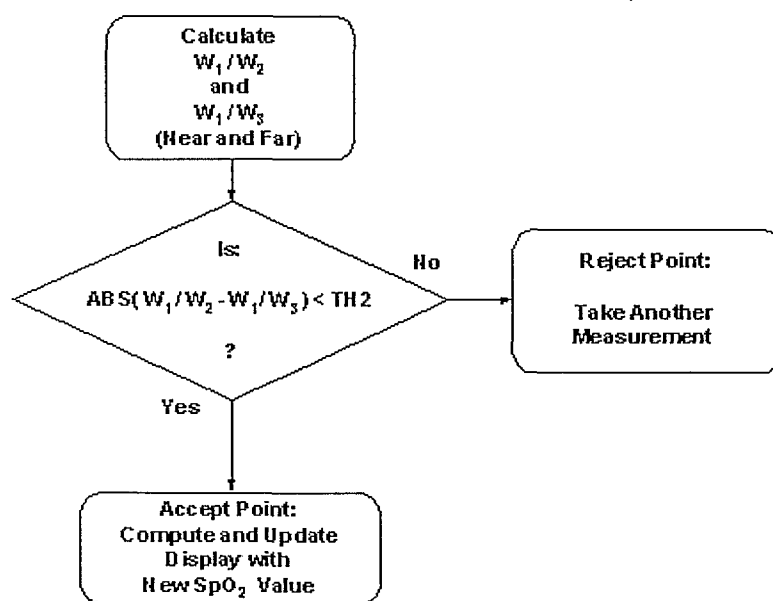 Calculate
W₁/W₂
and
W₁/W₃
(Near and Far)
Is:
ABS(W₁/W₂ - W₁/W₃) < TH2
?
No
Reject Point:
Take Another
Measurement
Yes
Accept Point:
Compute and Update
Display with
New SpO₂ Value